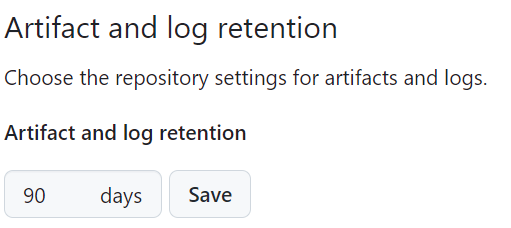 Artifact and log retention
Choose the repository settings for artifacts and logs.
Artifact and log retention
90 days Save